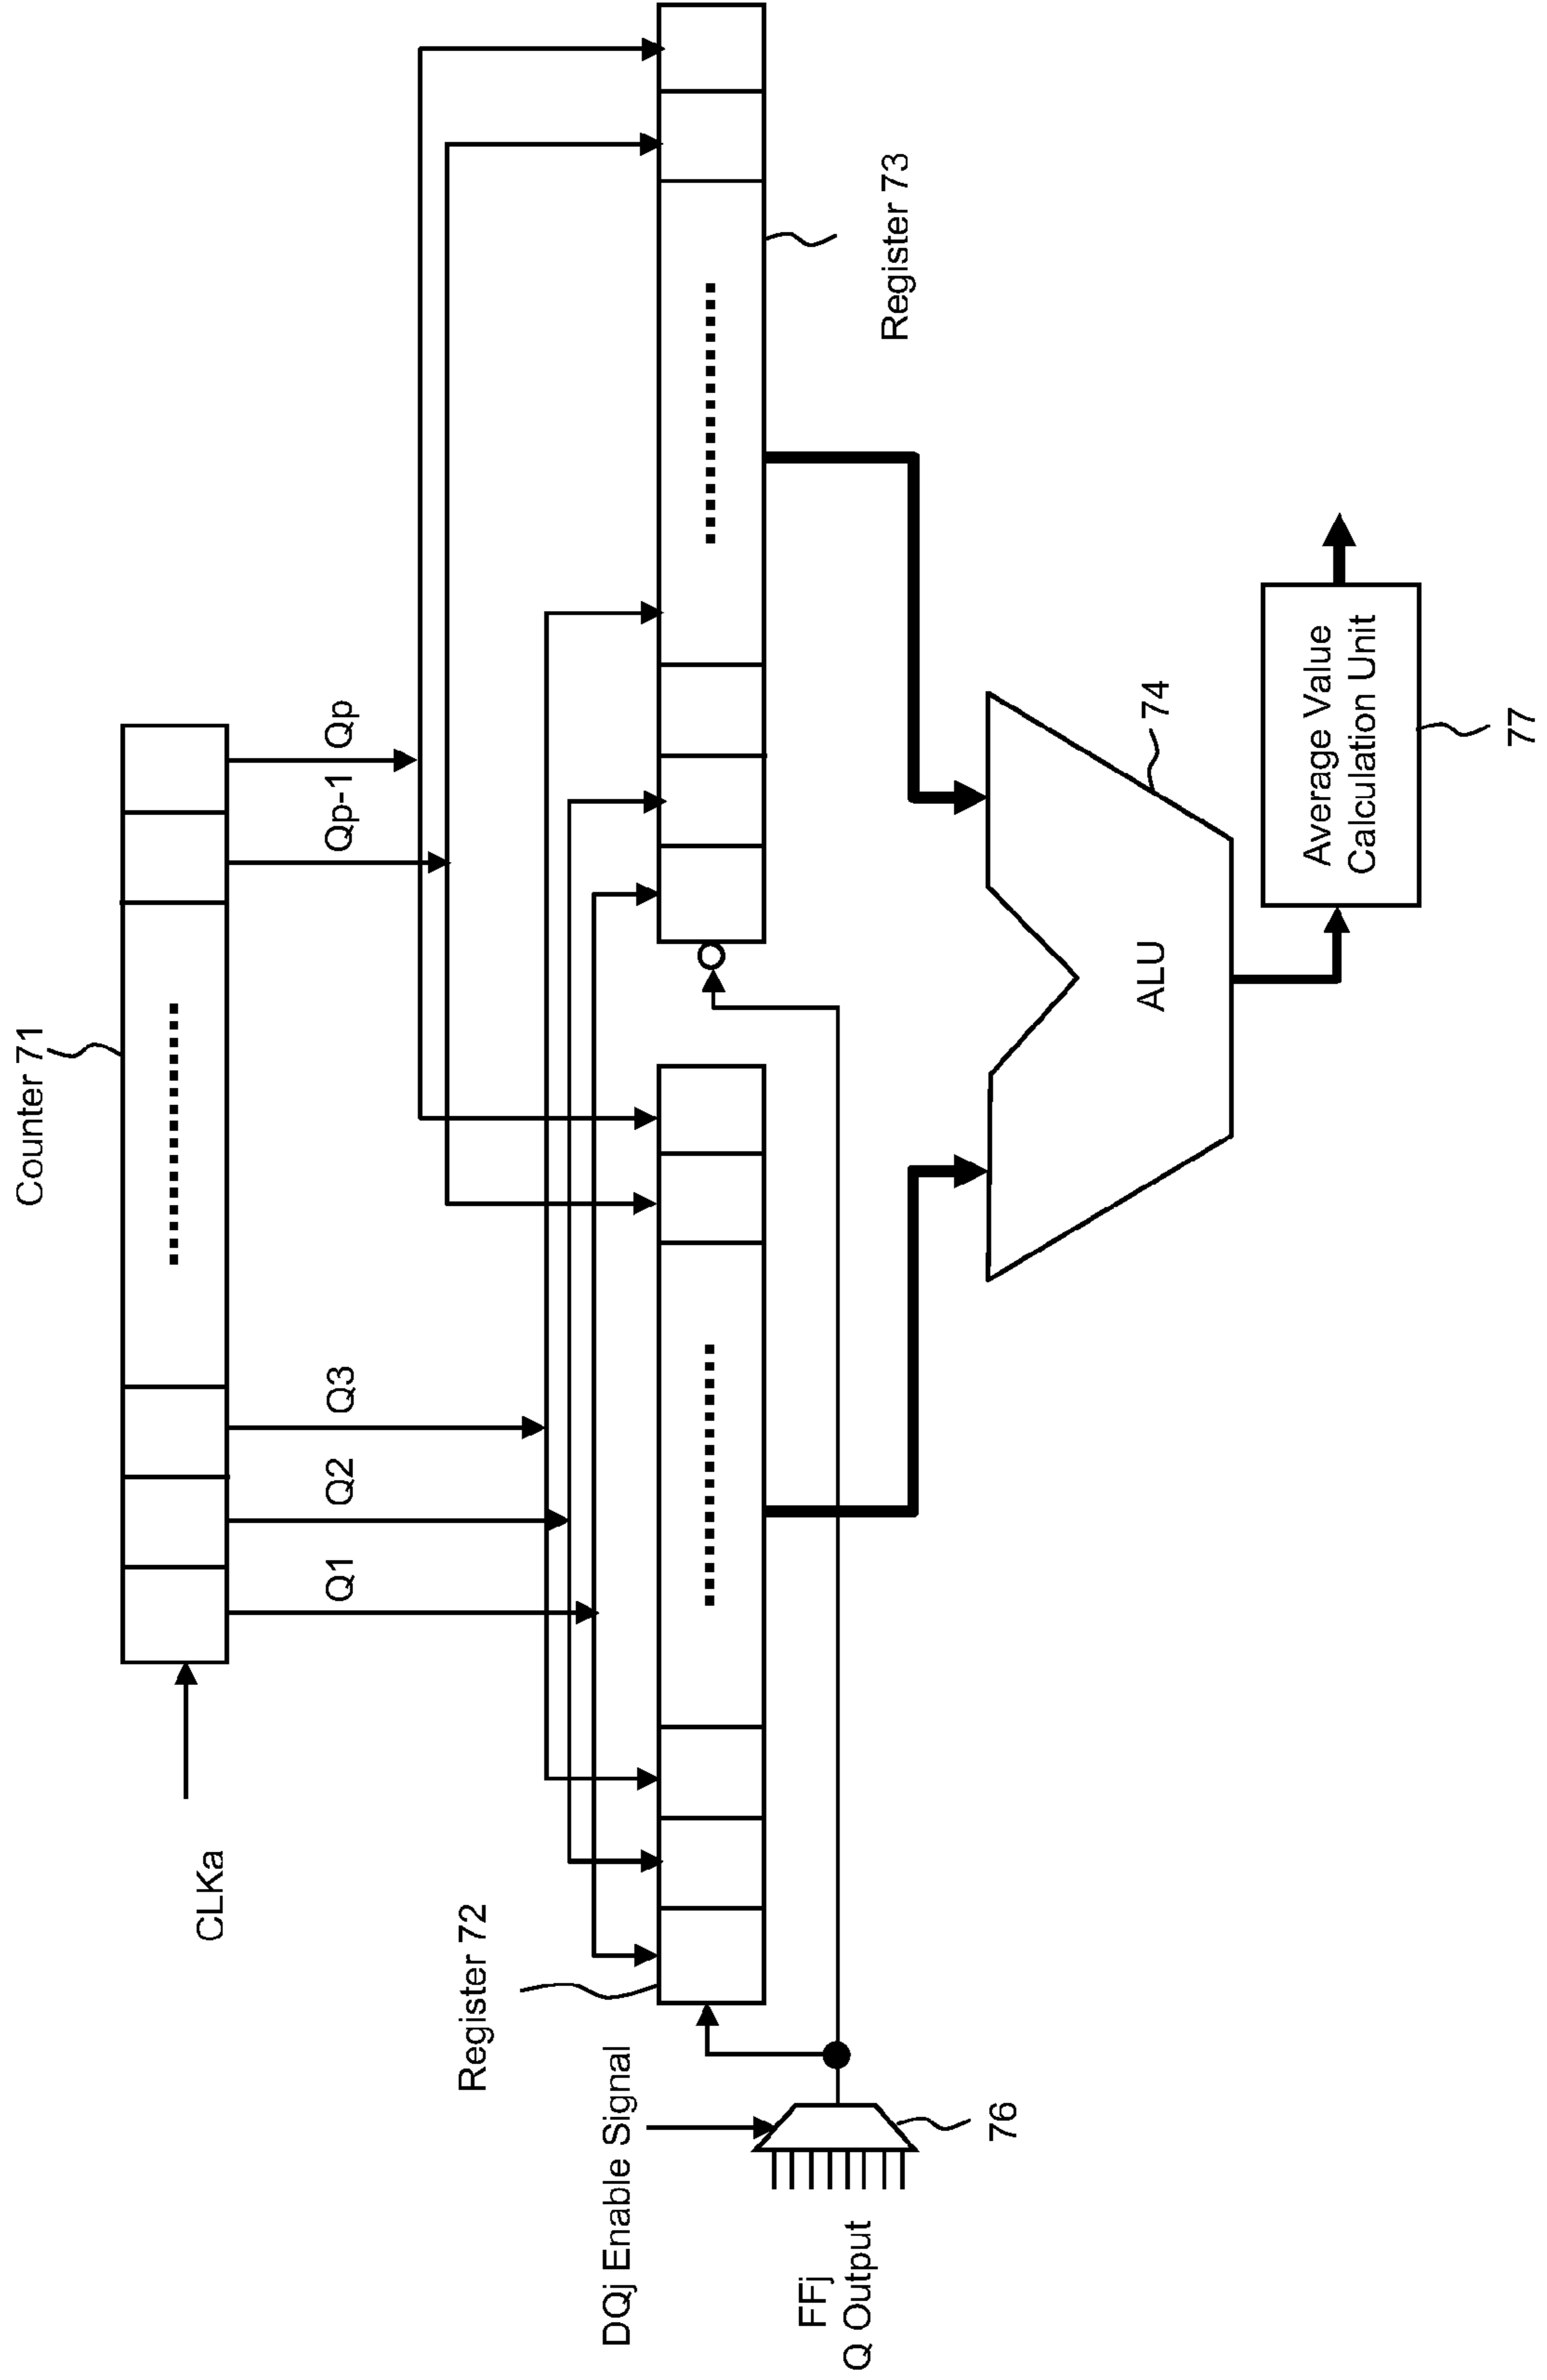 Counter 71
CLKa
Q1
Q2
Q3
Qp-1
Qp
Register 72
Register 73
DQj Enable Signal
FFj
Q Output
76
ALU
74
Average Value
Calculation Unit
77